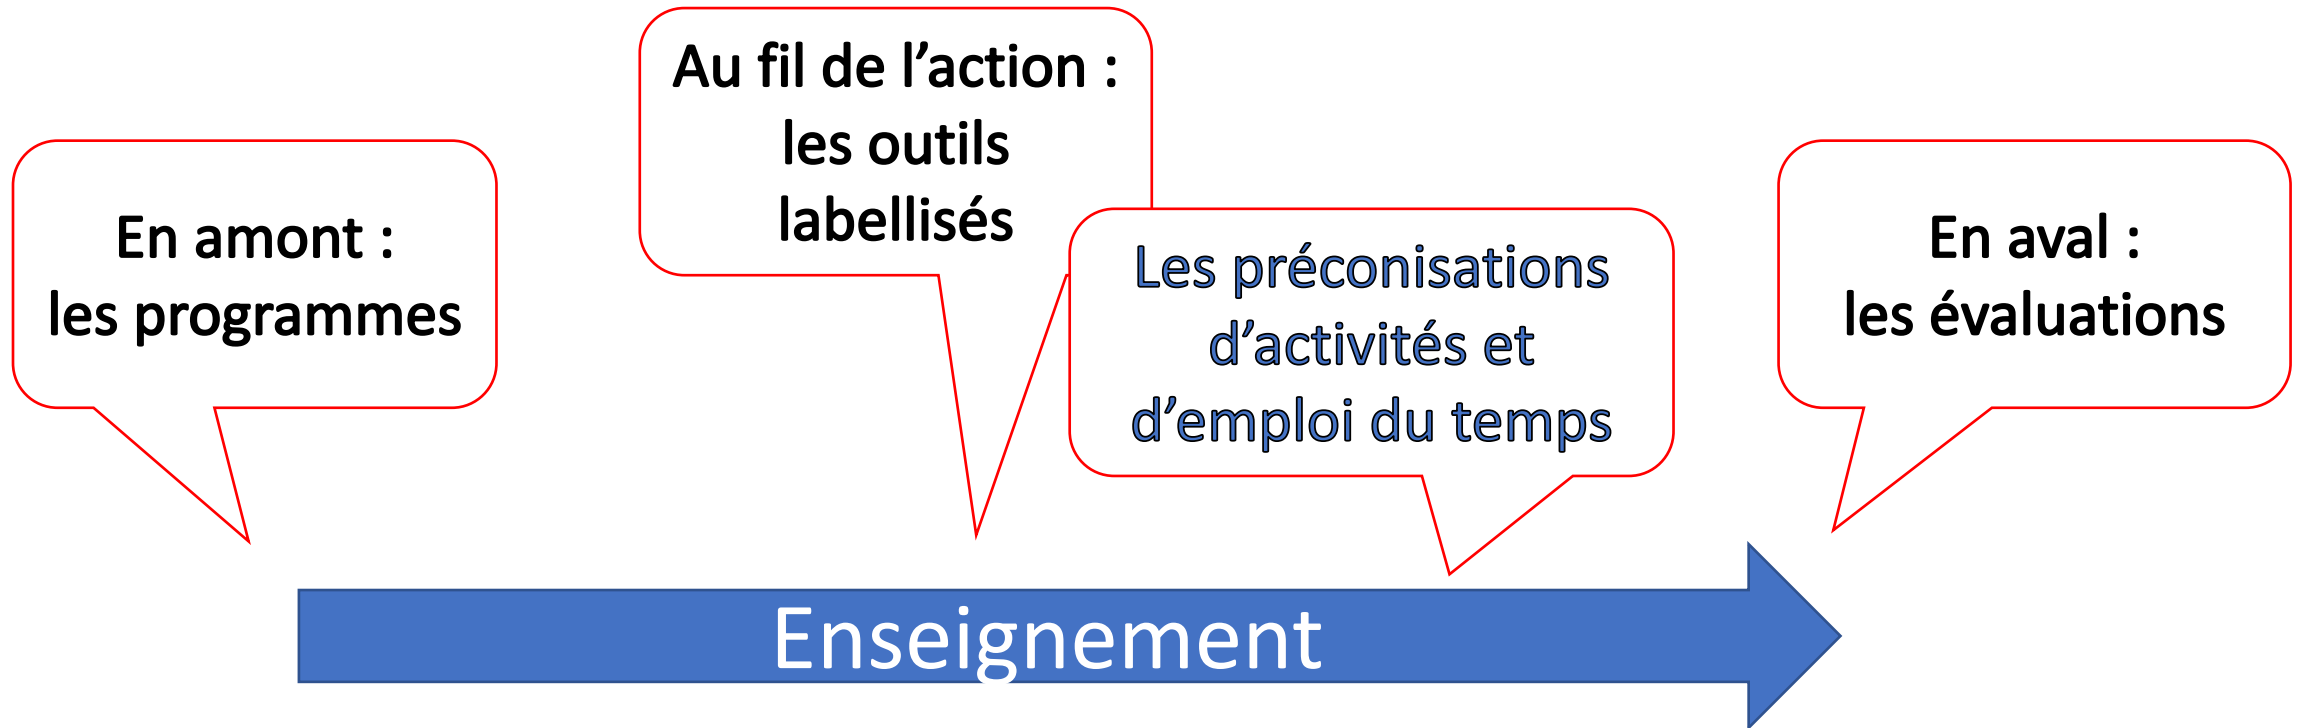 En amont :
les programmes
Au fil de l’action :
les outils
labellisés
Les préconisations
d’activités et
d’emploi du temps
En aval :
les évaluations
Enseignement